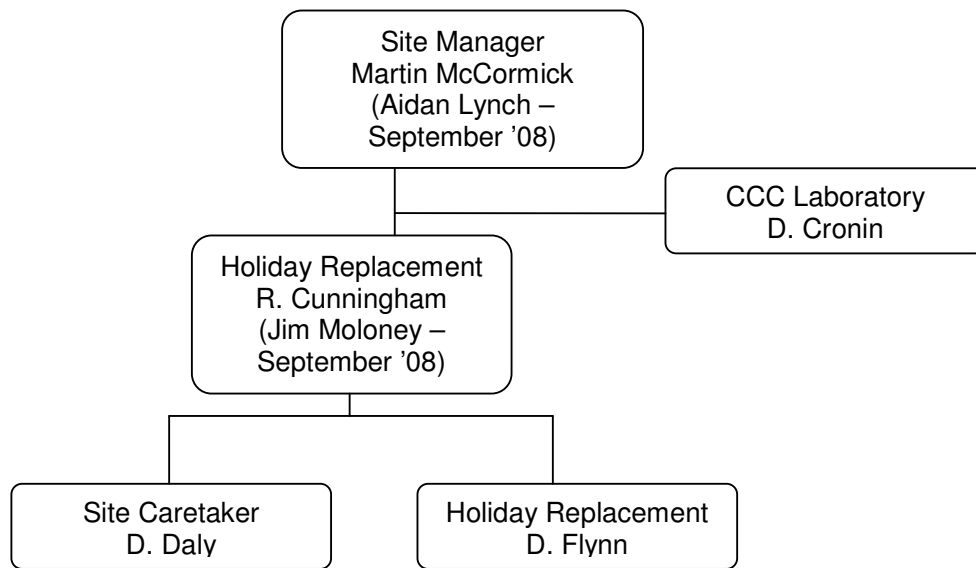 Site Manager
Martin McCormick
(Aidan Lynch –
September ’08)
CCC Laboratory
D. Cronin
Holiday Replacement
R. Cunningham
(Jim Moloney –
September ’08)
Site Caretaker
D. Daly
Holiday Replacement
D. Flynn